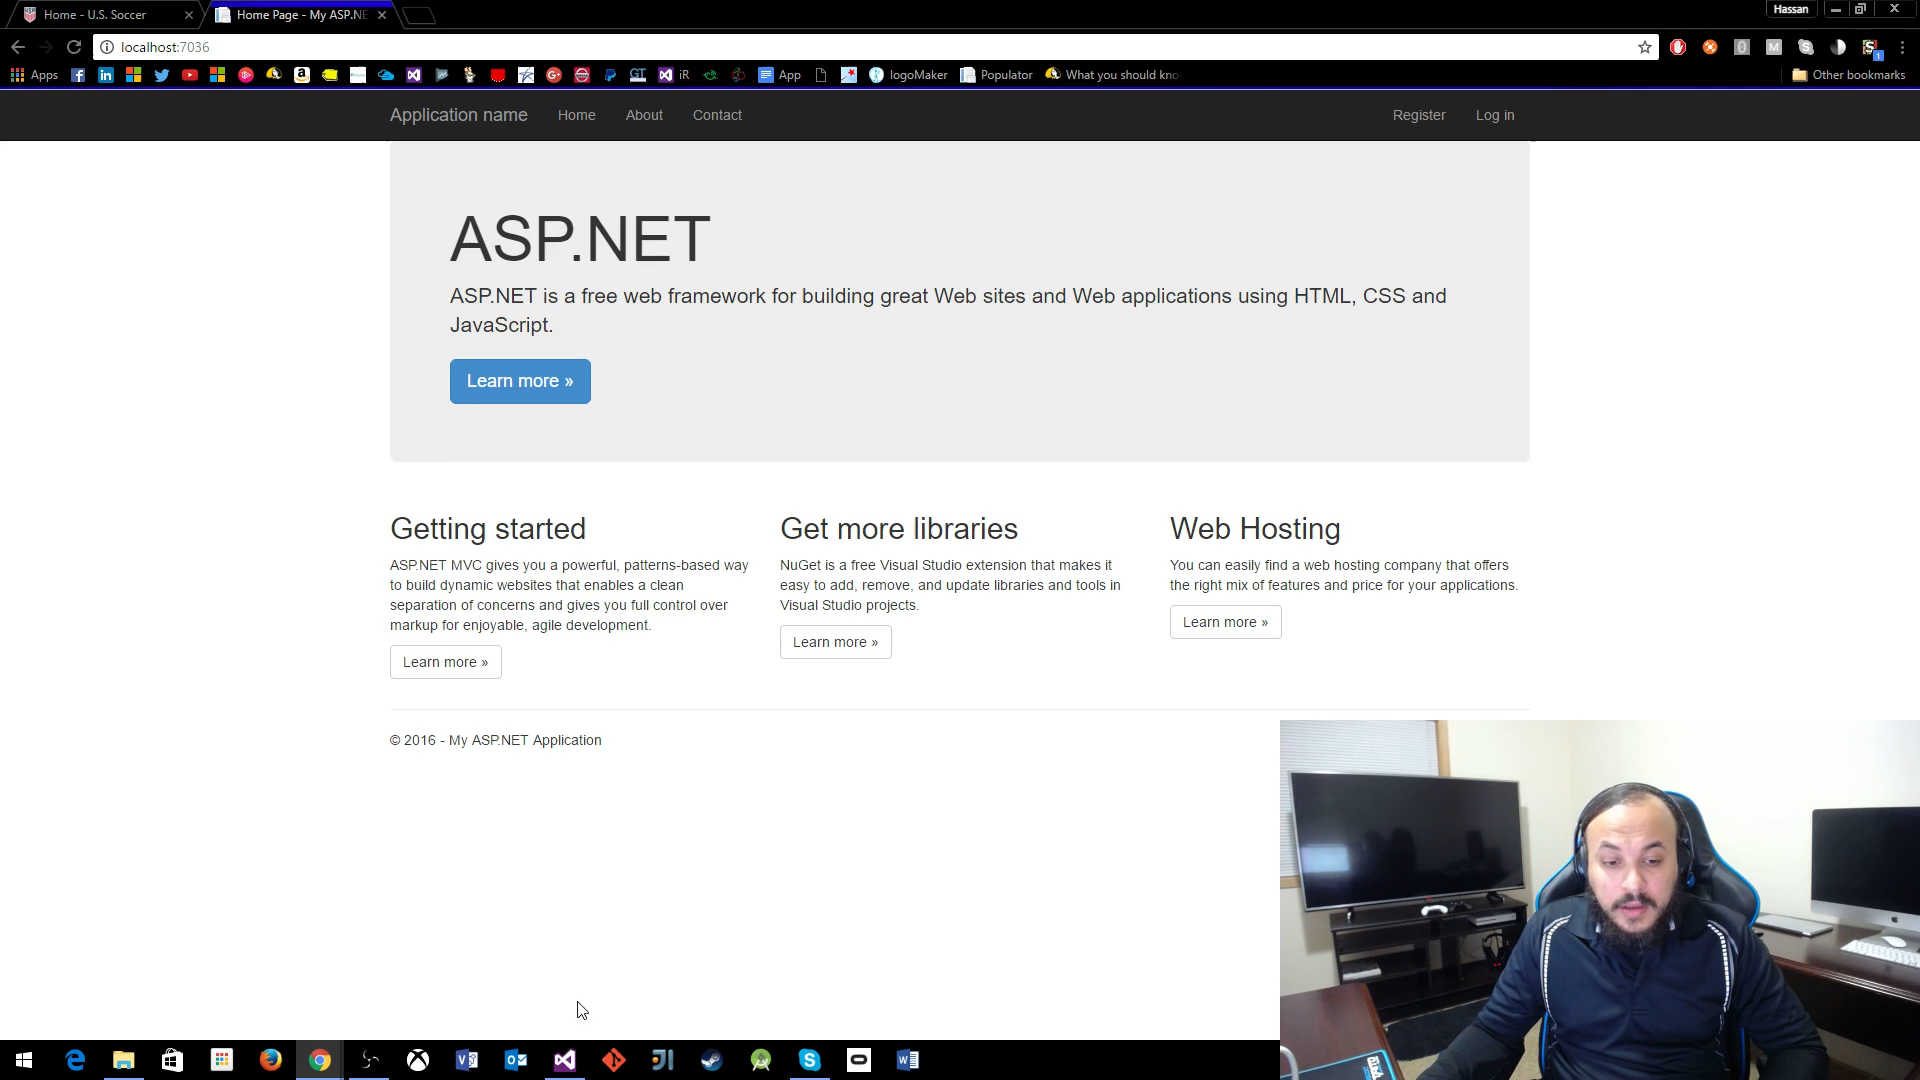 Home - U.S. Soccer
Home Page - My ASP.NE
Hassan
localhost:7036
Apps
GT
iR
App
logoMaker
Populator
What you should kno
Other bookmarks
Application name
Home
About
Contact
Register
Log in
ASP.NET
ASP.NET is a free web framework for building great Web sites and Web applications using HTML, CSS and
JavaScript.
Learn more »
Getting started
ASP.NET MVC gives you a powerful, patterns-based way
to build dynamic websites that enables a clean
separation of concerns and gives you full control over
markup for enjoyable, agile development.
Learn more »
Get more libraries
NuGet is a free Visual Studio extension that makes it
easy to add, remove, and update libraries and tools in
Visual Studio projects.
Learn more »
Web Hosting
You can easily find a web hosting company that offers
the right mix of features and price for your applications.
Learn more »
© 2016 - My ASP.NET Application